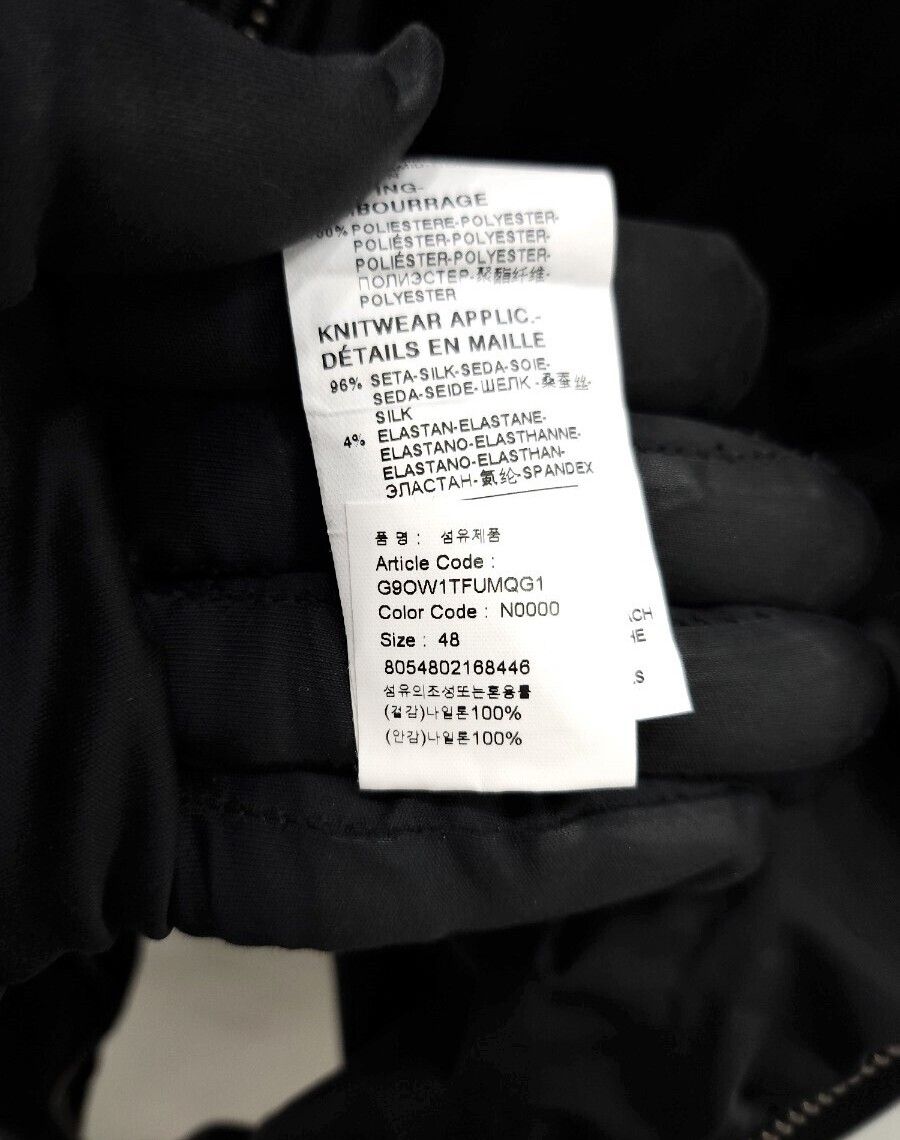 ING-
BOURRAGE
100% POLIESTERE-POLYESTER-
POLIÉSTER-POLYESTER-
POLIÉSTER-POLYESTER-
ПОЛИЭСТЕР-聚酯纤维-
POLYESTER
KNITWEAR APPLIC.-
DÉTAILS EN MAILLE
96% SETA-SILK-SEDA-SOIE-
SEDA-SEIDE-ШЕЛК -桑蚕丝-
SILK
4% ELASTAN-ELASTANE-
ELASTANO-ELASTHANNE-
ELASTANO-ELASTHAN-
ЭЛАСТАН-氨纶-SPANDEX
품 명 : 섬유제품
Article Code :
G9OW1TFUMQG1
Color Code : N0000
Size : 48
8054802168446
섬유의조성또는혼용률
(겉감)나일론100%
(안감)나일론100%
CH
HE
S